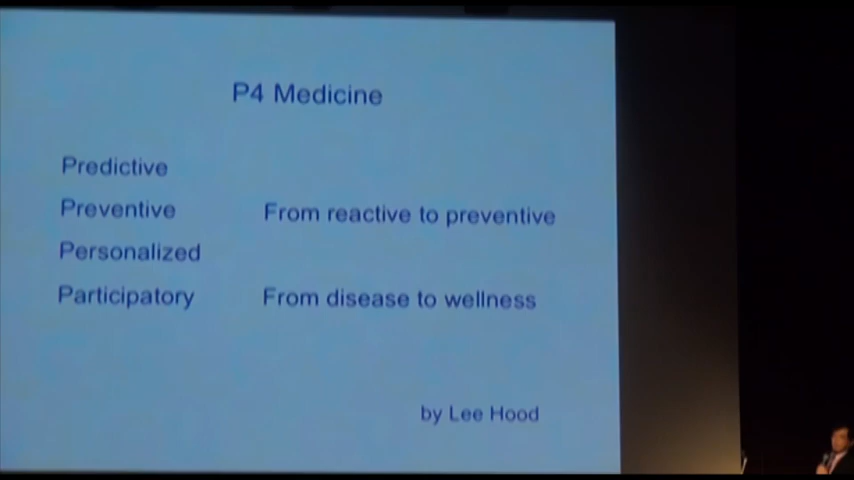 P4 Medicine
Predictive
Preventive From reactive to preventive
Personalized
Participatory From disease to wellness
by Lee Hood